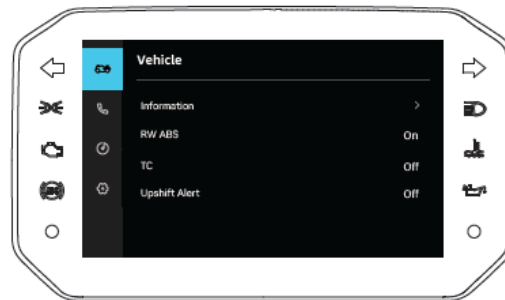 Vehicle
Information
RW ABS On
TC Off
Upshift Alert Off